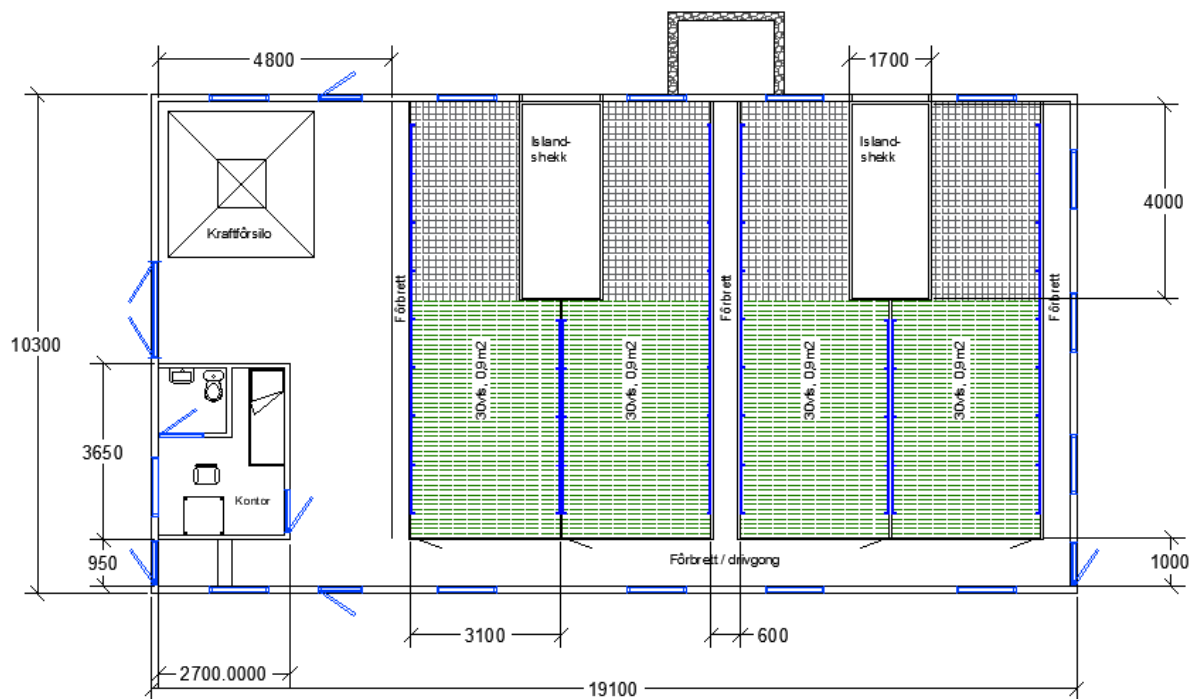 4800
1700
Island-
shekk
Island-
shekk
4000
Kraftfôrsilo
Fôrbrett
Fôrbrett
Fôrbrett
10300
30vfs, 0,9m2
30vfs, 0,9m2
30vfs, 0,9m2
30vfs, 0,9m2
3650
Kontor
950
Fôrbrett / drivgong
1000
3100
600
2700.0000
19100